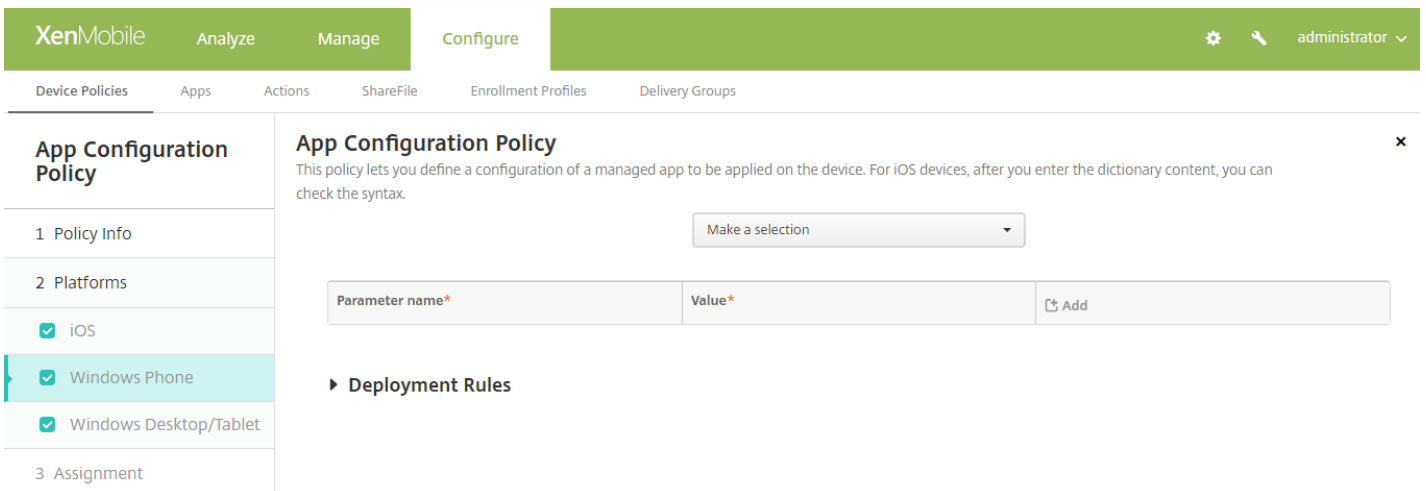 XenMobile Analyze Manage Configure administrator
Device Policies Apps Actions ShareFile Enrollment Profiles Delivery Groups
App Configuration
Policy
1 Policy Info
2 Platforms
iOS
Windows Phone
Windows Desktop/Tablet
3 Assignment
App Configuration Policy
This policy lets you define a configuration of a managed app to be applied on the device. For iOS devices, after you enter the dictionary content, you can
check the syntax.
Make a selection
Parameter name* Value* Add
Deployment Rules